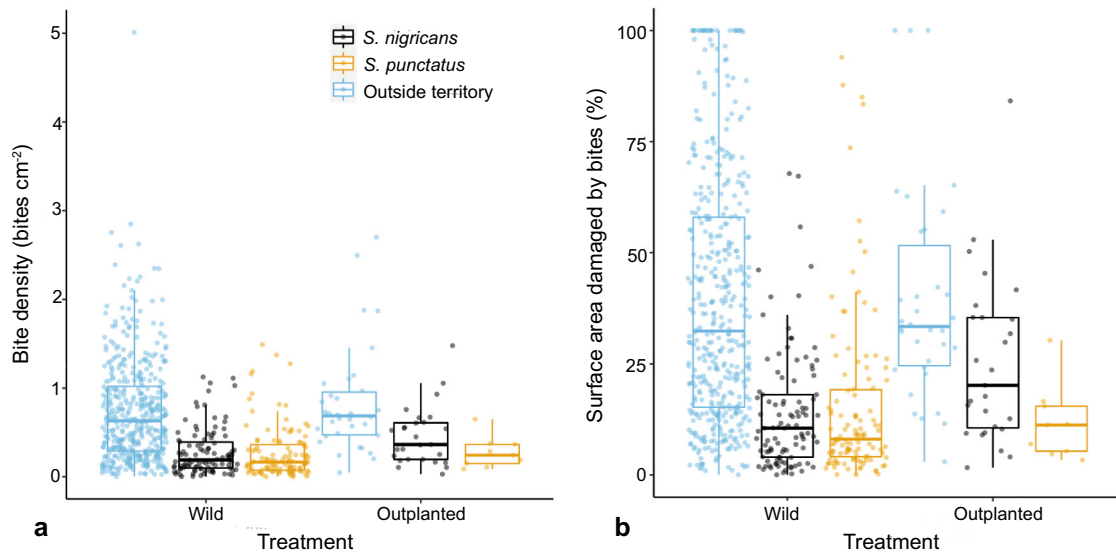 Bite density (bites cm⁻²)
5
4
3
2
1
0
S. nigricans
S. punctatus
Outside territory
Wild
Outplanted
Treatment
a
Surface area damaged by bites (%)
100
75
50
25
0
Wild
Outplanted
Treatment
b